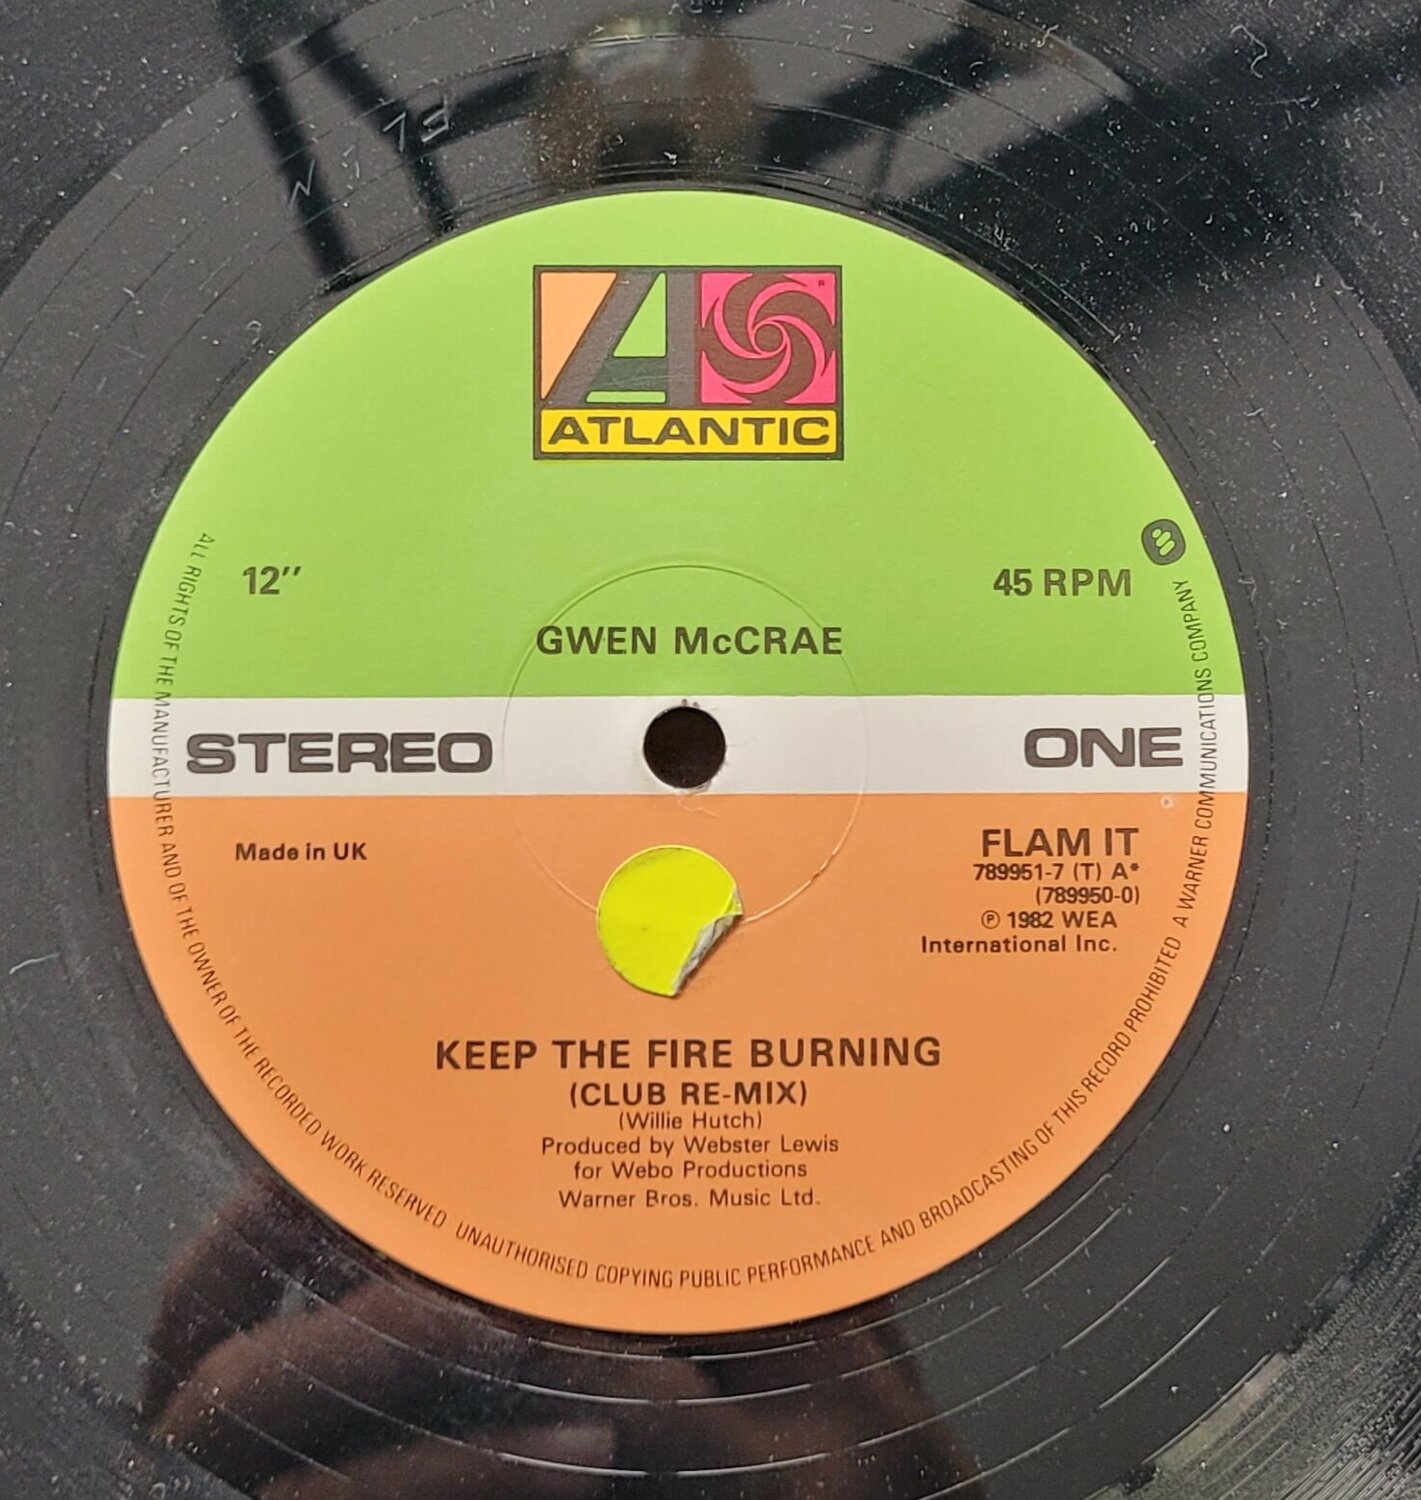 ATLANTIC
12″
45 RPM
GWEN McCRAE
STEREO
ONE
Made in UK
FLAM IT
789951-7 (T) A*
(789950-0)
℗ 1982 WEA
International Inc.
KEEP THE FIRE BURNING
(CLUB RE-MIX)
(Willie Hutch)
Produced by Webster Lewis
for Webo Productions
Warner Bros. Music Ltd.
ALL RIGHTS OF THE MANUFACTURER AND OF THE OWNER OF THE RECORDED WORK RESERVED UNAUTHORISED COPYING PUBLIC PERFORMANCE AND BROADCASTING OF THIS RECORD PROHIBITED A WARNER COMMUNICATIONS COMPANY